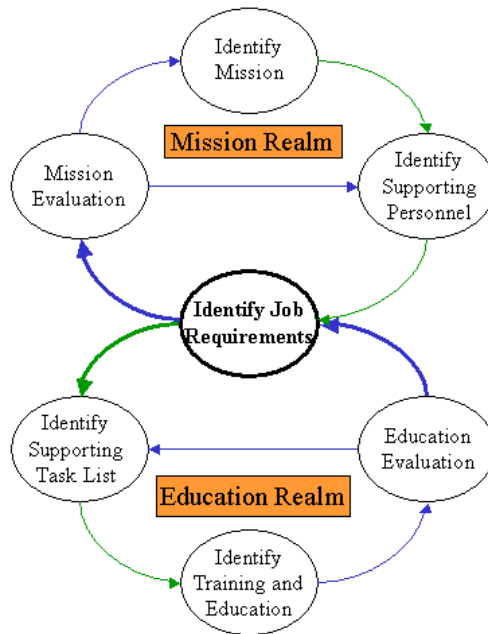 Identify
Mission
Mission Realm
Mission
Evaluation
Identify
Supporting
Personnel
Identify Job
Requirements
Identify
Supporting
Task List
Education
Evaluation
Education Realm
Identify
Training and
Education